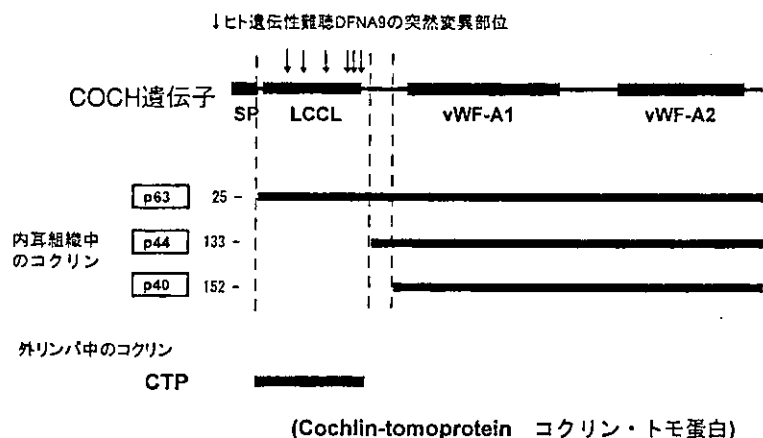 ↓ヒト遺伝性難聴DFNA9の突然変異部位
COCH遺伝子
SP LCCL vWF-A1 vWF-A2
p63 25 -
内耳組織中
のコクリン
p44 133 -
p40 152 -
外リンパ中のコクリン
CTP
(Cochlin-tomoprotein コクリン・トモ蛋白)